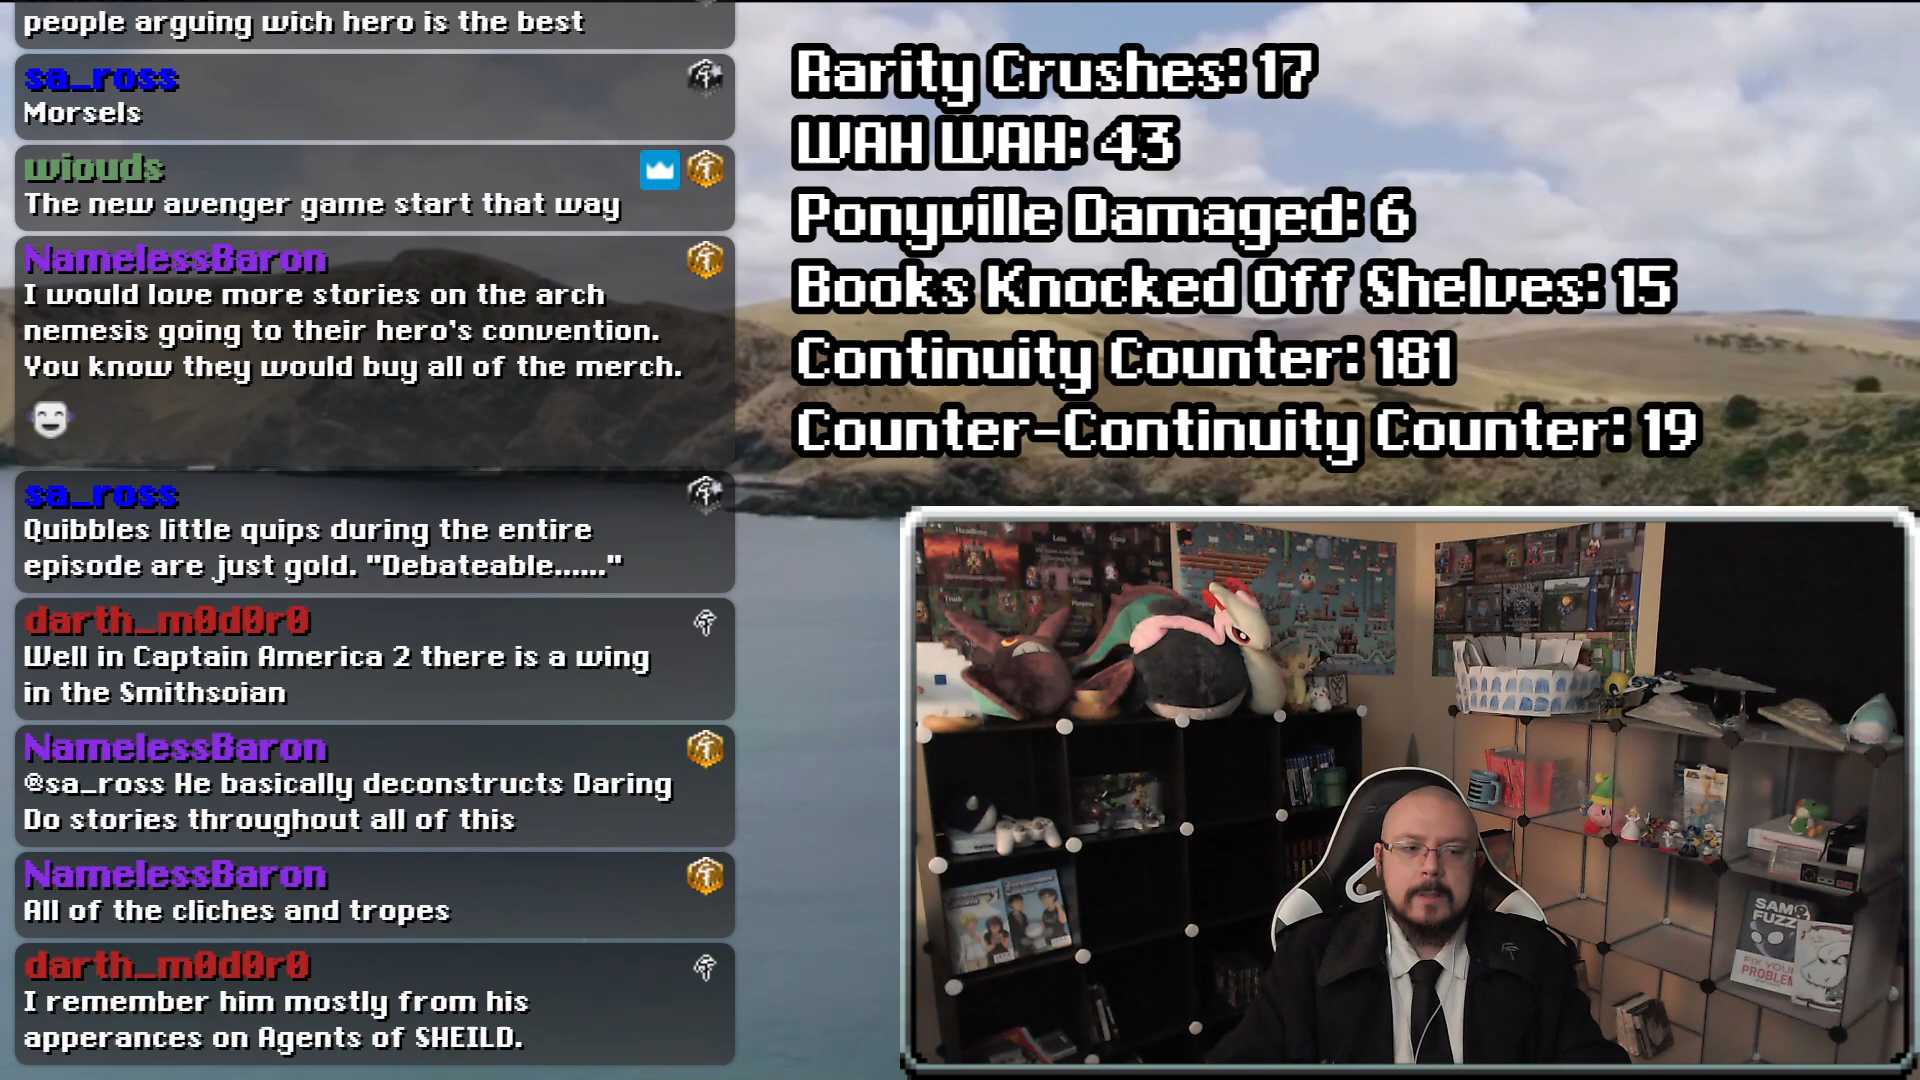 people arguing wich hero is the best
sa_ross
Morsels
wiouds
The new avenger game start that way
NamelessBaron
I would love more stories on the arch
nemesis going to their hero's convention.
You know they would buy all of the merch.
sa_ross
Quibbles little quips during the entire
episode are just gold. "Debateable......"
darth_m0d0r0
Well in Captain America 2 there is a wing
in the Smithsoian
NamelessBaron
@sa_ross He basically deconstructs Daring
Do stories throughout all of this
NamelessBaron
All of the cliches and tropes
darth_m0d0r0
I remember him mostly from his
apperances on Agents of SHEILD.
Rarity Crushes: 17
WAH WAH: 43
Ponyville Damaged: 6
Books Knocked Off Shelves: 15
Continuity Counter: 181
Counter-Continuity Counter: 19
SAM
FUZZ
FIX YOUR
PROBLEM